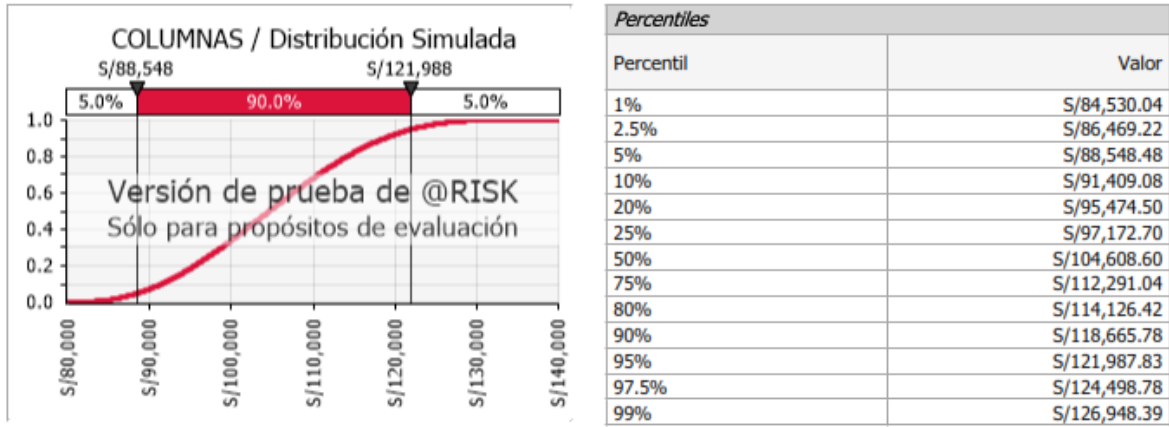 COLUMNAS / Distribución Simulada
S/88,548 S/121,988
5.0% 90.0% 5.0%
1.0
0.8
0.6
0.4
0.2
0.0
Versión de prueba de @RISK
Sólo para propósitos de evaluación
S/80,000
S/90,000
S/100,000
S/110,000
S/120,000
S/130,000
S/140,000
Percentiles
Percentil Valor
1% S/84,530.04
2.5% S/86,469.22
5% S/88,548.48
10% S/91,409.08
20% S/95,474.50
25% S/97,172.70
50% S/104,608.60
75% S/112,291.04
80% S/114,126.42
90% S/118,665.78
95% S/121,987.83
97.5% S/124,498.78
99% S/126,948.39